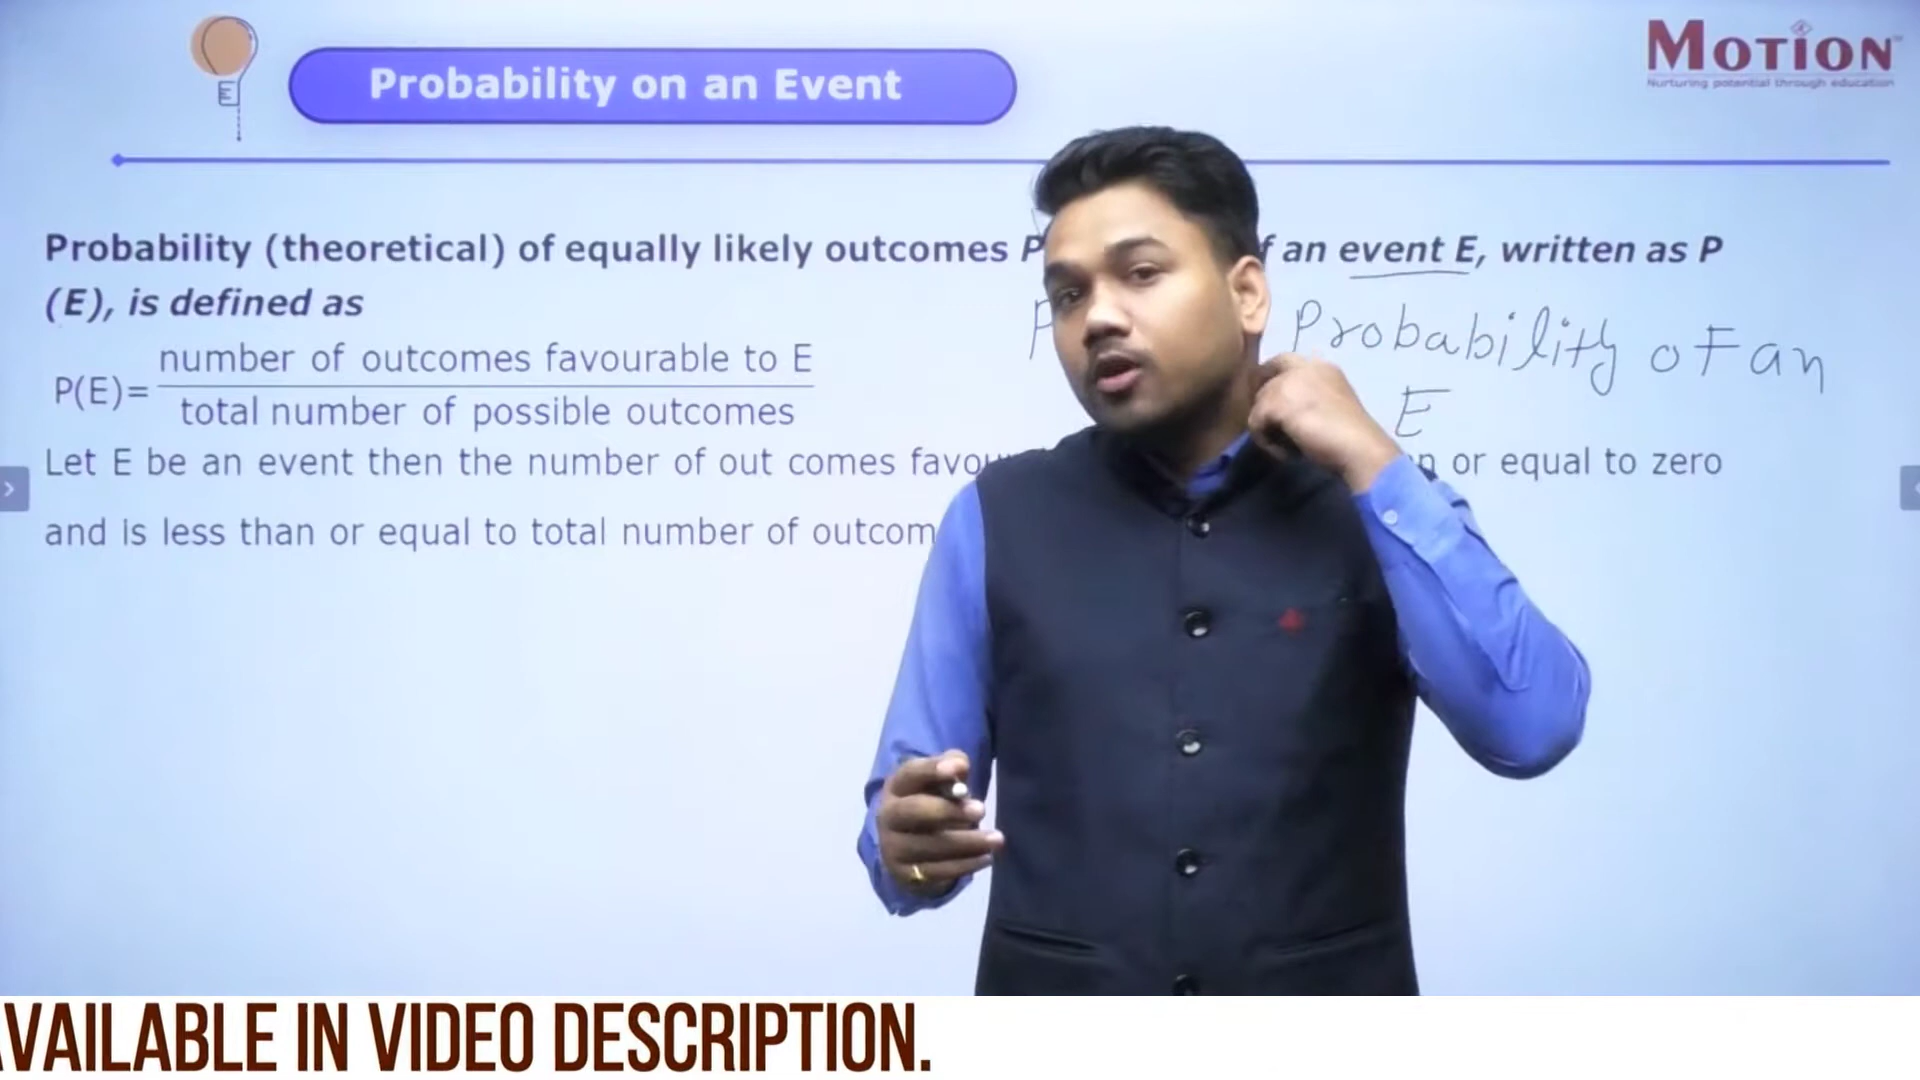 MOTION
Nurturing potential through education
Probability on an Event
Probability (theoretical) of equally likely outcomes P f an event E, written as P
(E), is defined as
P Probability oF an
E
number of outcomes favourable to E
P(E)=
total number of possible outcomes
Let E be an event then the number of out comes favou n or equal to zero
and is less than or equal to total number of outcom
VAILABLE IN VIDEO DESCRIPTION.